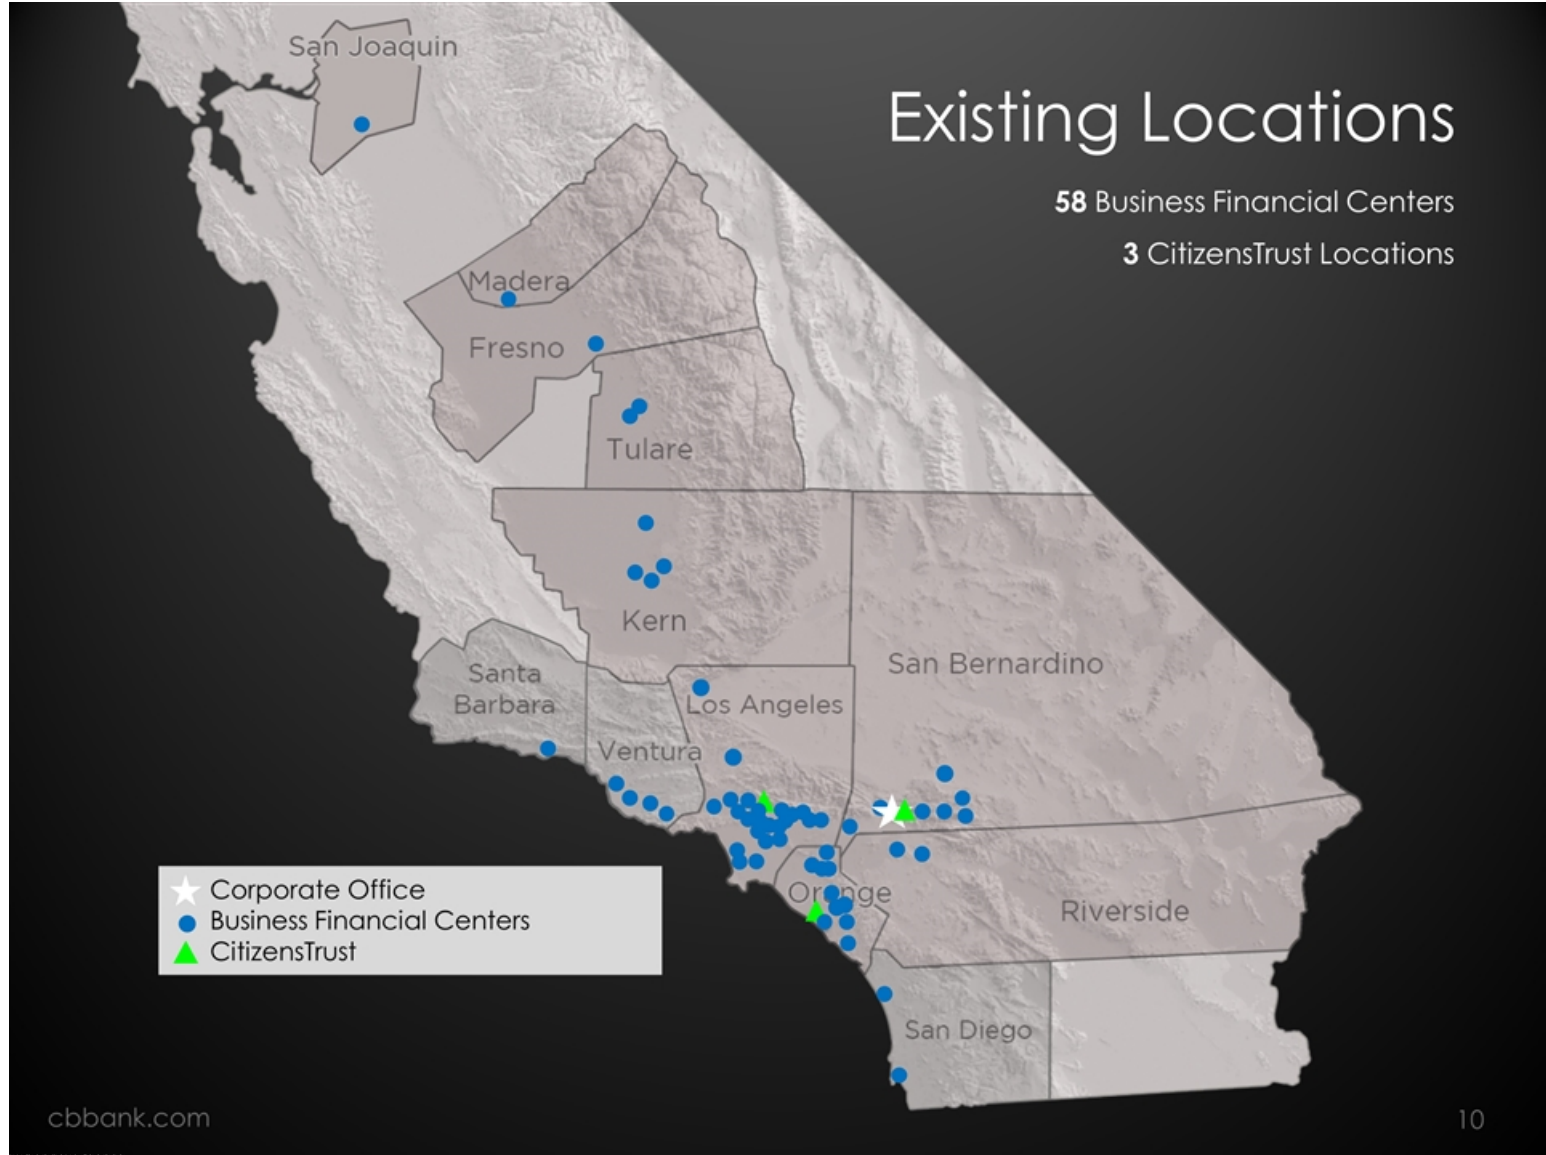 San Joaquin
Existing Locations
58 Business Financial Centers
3 CitizensTrust Locations
Madera
Fresno
Tulare
Kern
San Bernardino
Santa
Barbara
Los Angeles
Ventura
Corporate Office
Business Financial Centers
CitizensTrust
Orange
Riverside
San Diego
cbbank.com
10